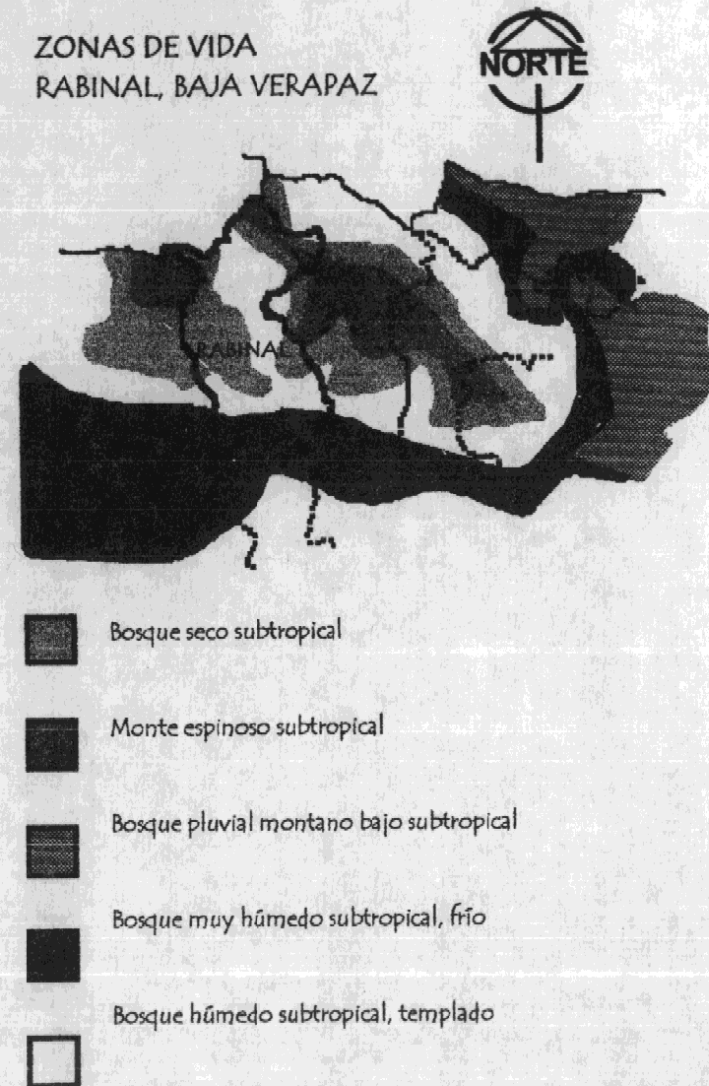 ZONAS DE VIDA
RABINAL, BAJA VERAPAZ
NORTE
RABINAL
Bosque seco subtropical
Monte espinoso subtropical
Bosque pluvial montano bajo subtropical
Bosque muy húmedo subtropical, frío
Bosque húmedo subtropical, templado